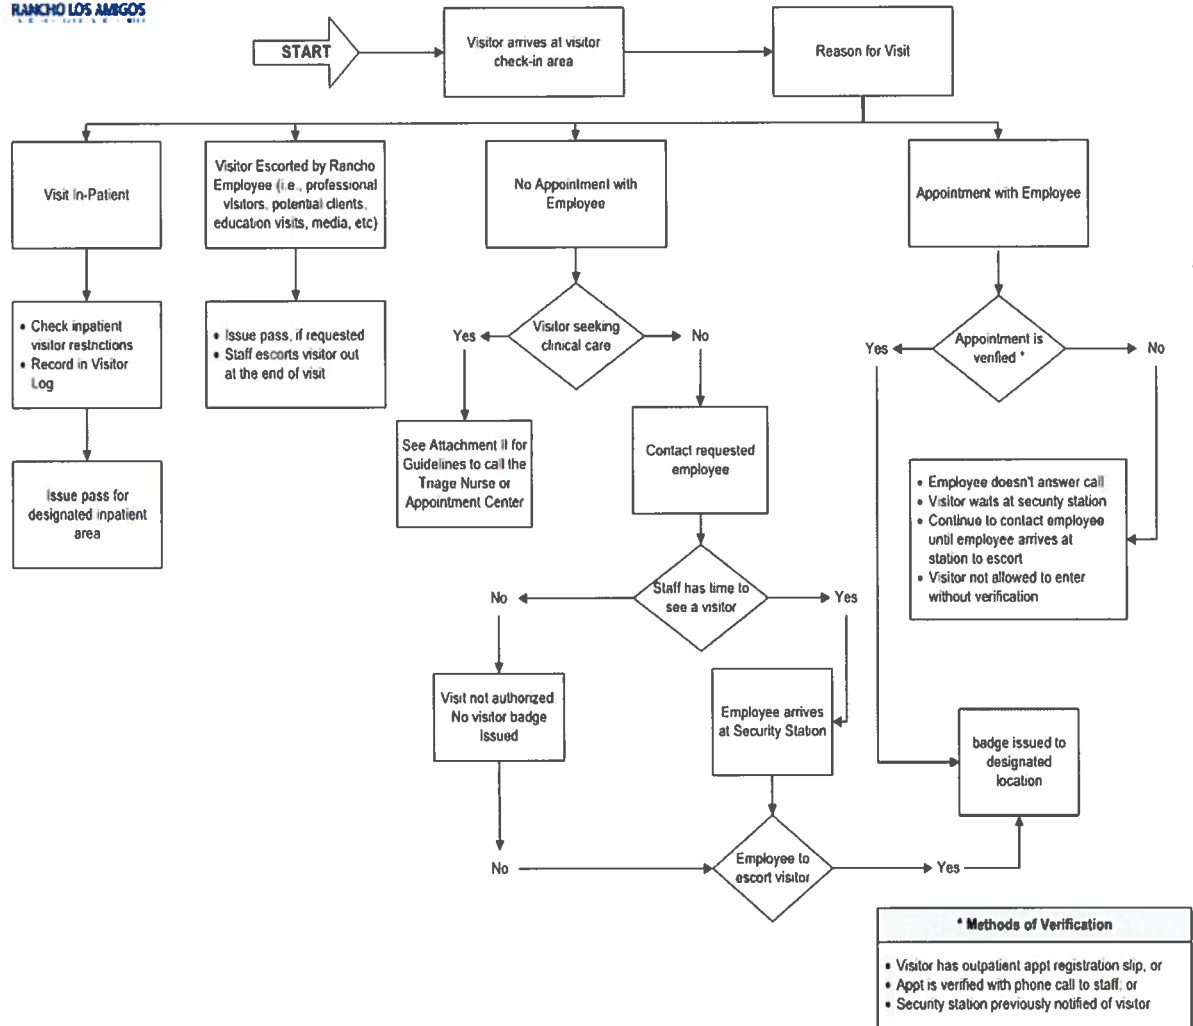 RANCHO LOS AMIGOS
START
Visitor arrives at visitor
check-in area
Reason for Visit
Visit In-Patient
Visitor Escorted by Rancho
Employee (i.e., professional
visitors, potential clients,
education visits, media, etc)
No Appointment with
Employee
Appointment with Employee
• Check inpatient
visitor restrictions
• Record in Visitor
Log
• Issue pass, if requested
• Staff escorts visitor out
at the end of visit
Yes
Visitor seeking
clinical care
No
Yes
Appointment is
verified *
No
Issue pass for
designated inpatient
area
See Attachment II for
Guidelines to call the
Triage Nurse or
Appointment Center
Contact requested
employee
• Employee doesn't answer call
• Visitor waits at security station
• Continue to contact employee
until employee arrives at
station to escort
• Visitor not allowed to enter
without verification
No
Staff has time to
see a visitor
Yes
Visit not authorized
No visitor badge
Issued
Employee arrives
at Security Station
badge issued to
designated
location
No
Employee to
escort visitor
Yes
* Methods of Verification
• Visitor has outpatient appt registration slip, or
• Appt is verified with phone call to staff; or
• Security station previously notified of visitor